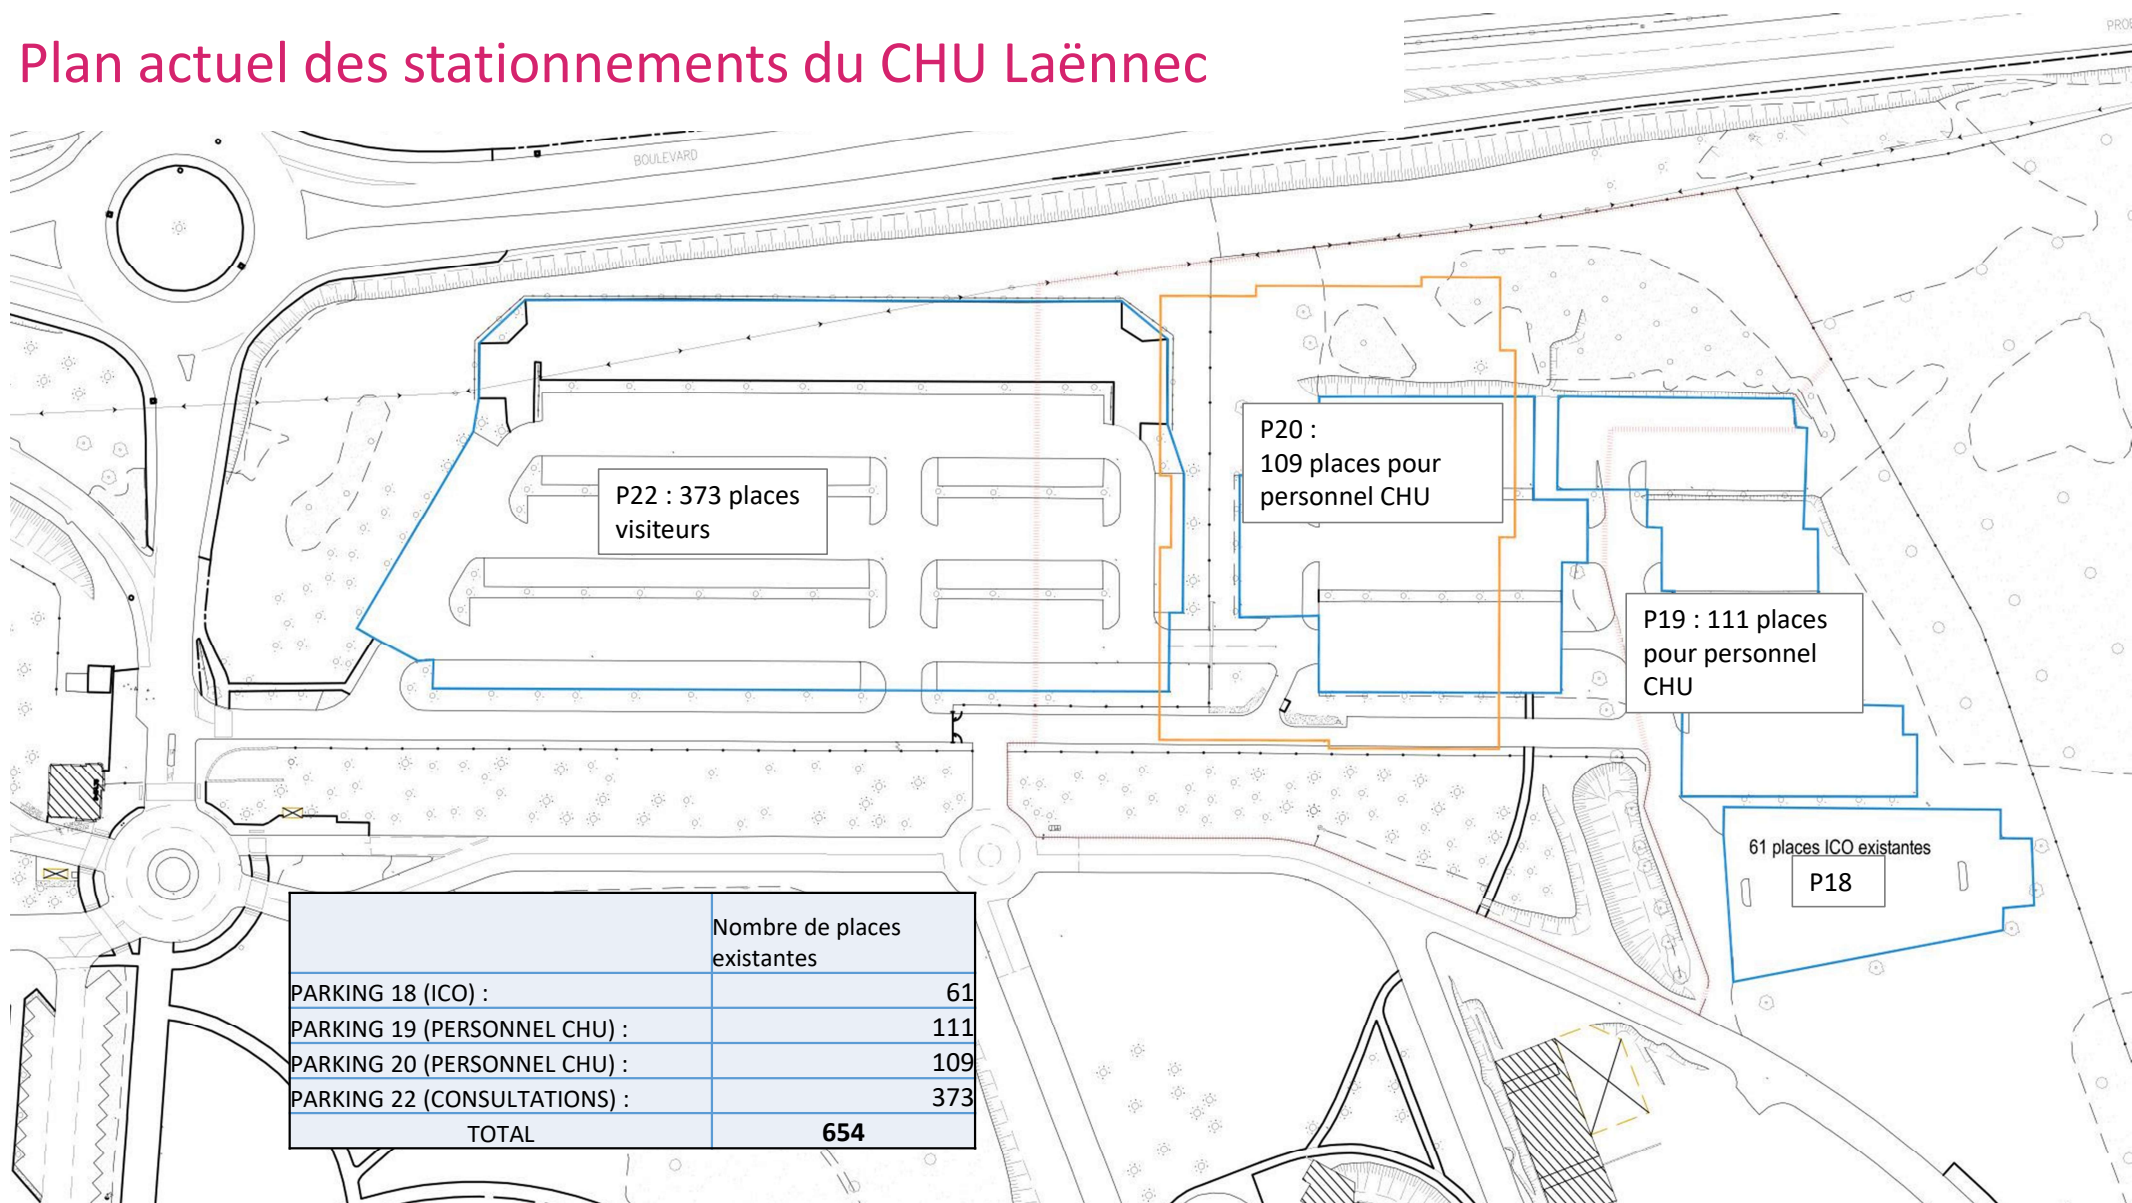 Plan actuel des stationnements du CHU Laënnec
BOULEVARD
P22 : 373 places
visiteurs
P20 :
109 places pour
personnel CHU
P19 : 111 places
pour personnel
CHU
61 places ICO existantes
P18
Nombre de places
existantes
PARKING 18 (ICO) : 61
PARKING 19 (PERSONNEL CHU) : 111
PARKING 20 (PERSONNEL CHU) : 109
PARKING 22 (CONSULTATIONS) : 373
TOTAL 654